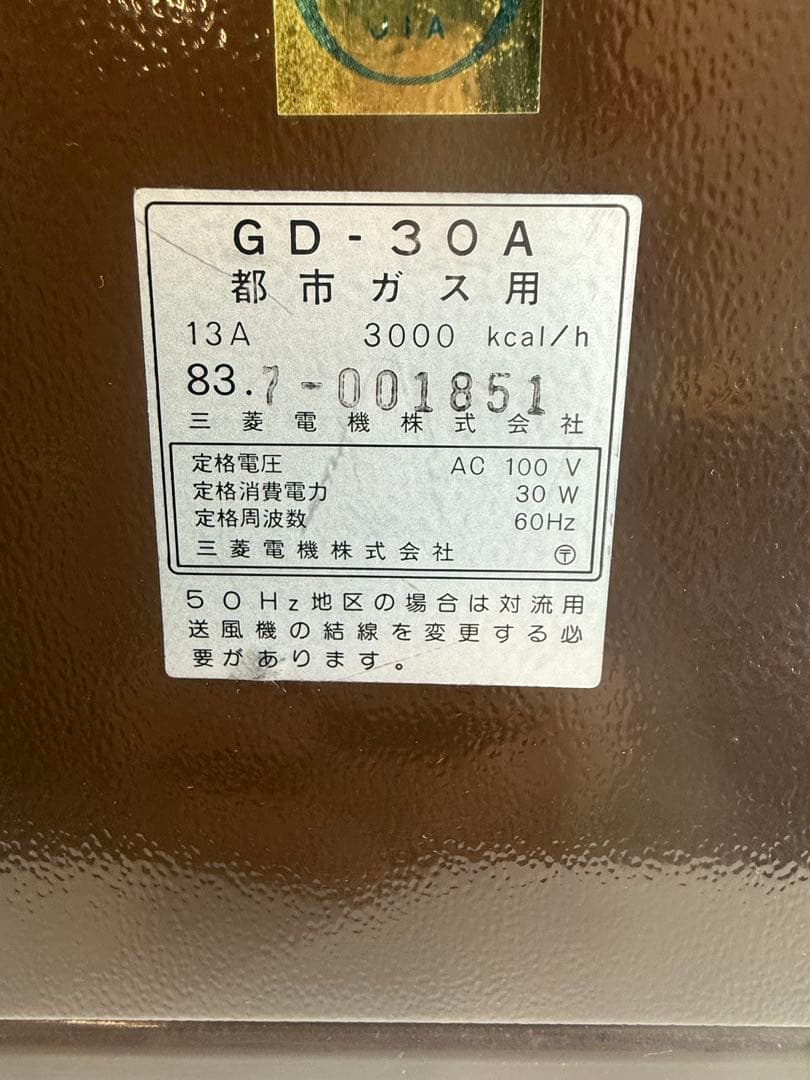 JIA
GD-30A
都市ガス用
13A 3000 kcal/h
83.7-001851
三菱電機株式会社
定格電圧 AC 100 V
定格消費電力 30 W
定格周波数 60Hz
三菱電機株式会社 〶
50Hz地区の場合は対流用
送風機の結線を変更する必
要があります。